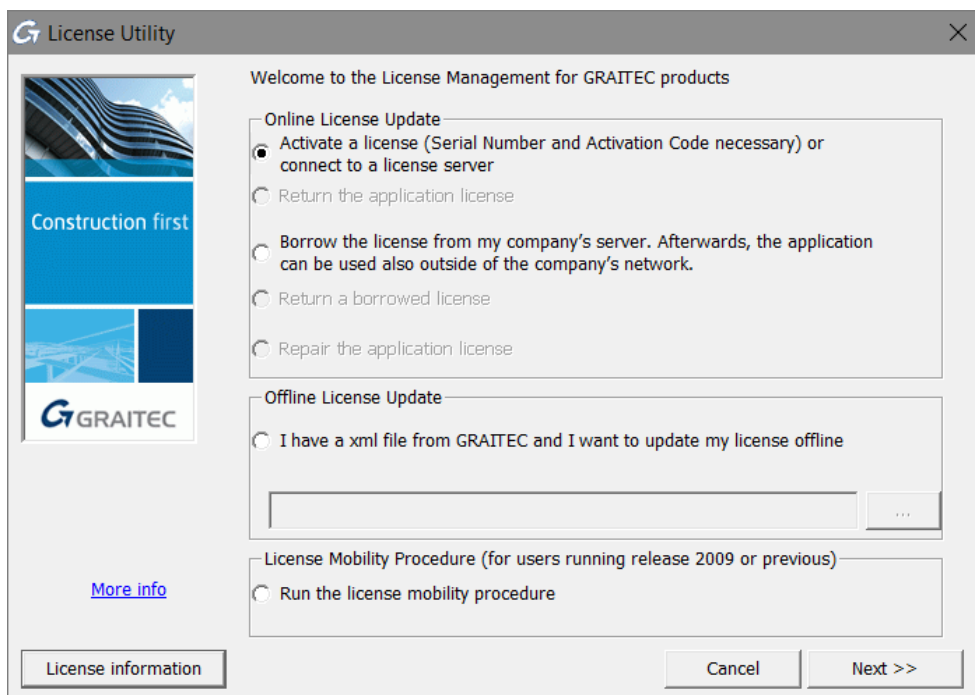 License Utility
Welcome to the License Management for GRAITEC products
Online License Update
Activate a license (Serial Number and Activation Code necessary) or
connect to a license server
Return the application license
Construction first
Borrow the license from my company's server. Afterwards, the application
can be used also outside of the company's network.
Return a borrowed license
Repair the application license
GRAITEC
Offline License Update
I have a xml file from GRAITEC and I want to update my license offline
...
License Mobility Procedure (for users running release 2009 or previous)
More info
Run the license mobility procedure
License information
Cancel
Next >>